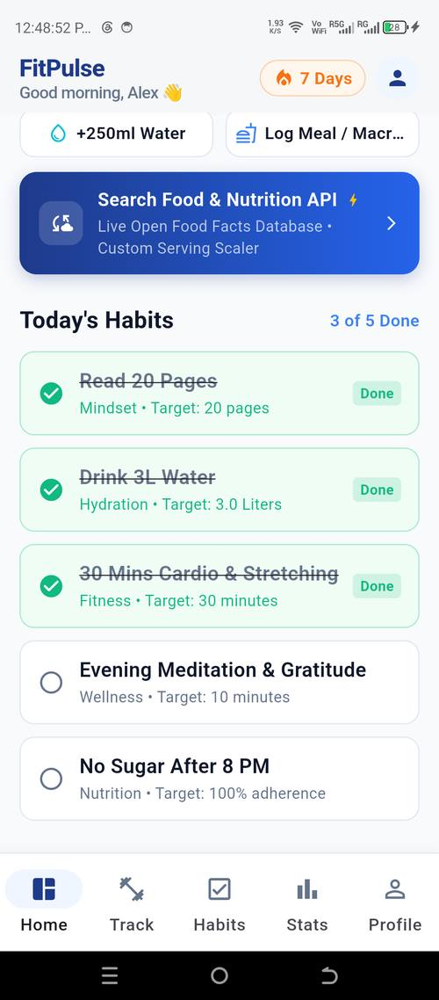 12:48:52 P...
1.93 K/S
Vo WiFi
R5G
RG
28
FitPulse
Good morning, Alex 👋
7 Days
+250ml Water
Log Meal / Macr...
Search Food & Nutrition API ⚡
Live Open Food Facts Database •
Custom Serving Scaler
Today's Habits
3 of 5 Done
Read 20 Pages
Mindset • Target: 20 pages
Done
Drink 3L Water
Hydration • Target: 3.0 Liters
Done
30 Mins Cardio & Stretching
Fitness • Target: 30 minutes
Done
Evening Meditation & Gratitude
Wellness • Target: 10 minutes
No Sugar After 8 PM
Nutrition • Target: 100% adherence
Home
Track
Habits
Stats
Profile